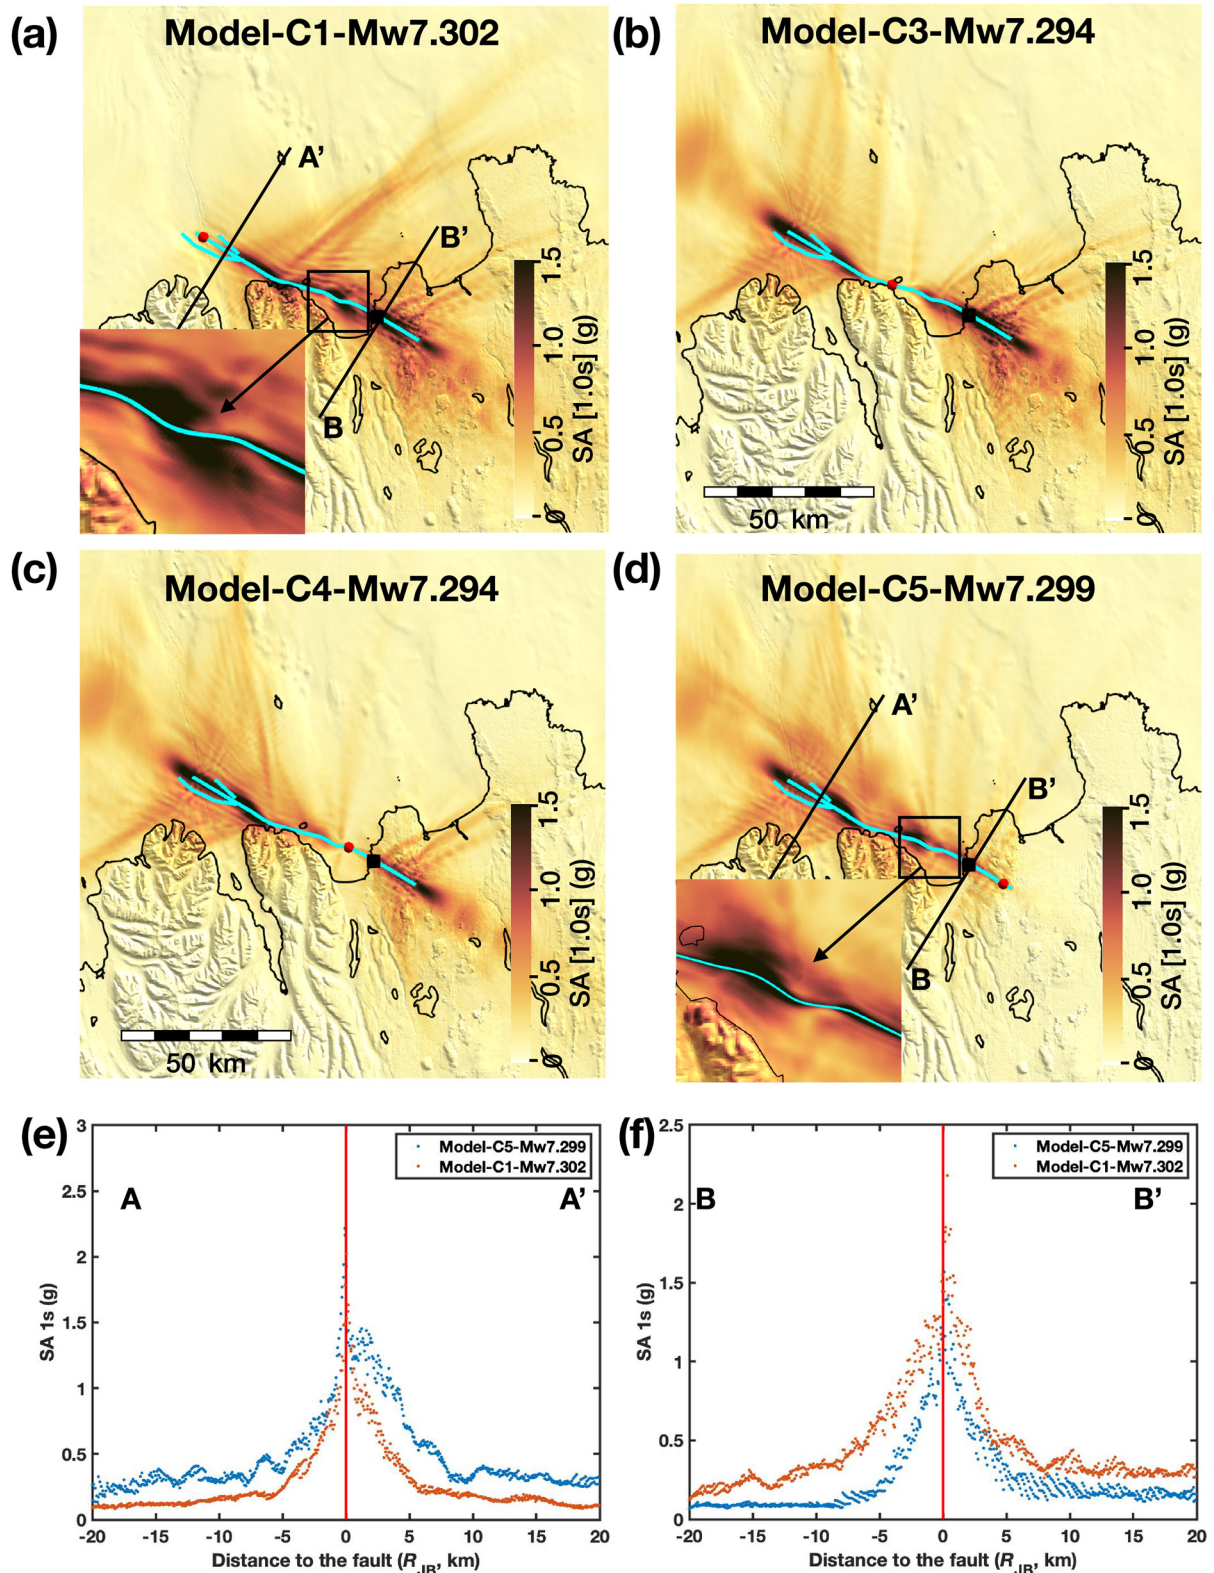 (a)
Model-C1-Mw7.302
A’
B’
B
1.5
1.0
0.5
0
SA [1.0s] (g)
(b)
Model-C3-Mw7.294
1.5
1.0
0.5
0
SA [1.0s] (g)
50 km
(c)
Model-C4-Mw7.294
1.5
1.0
0.5
0
SA [1.0s] (g)
50 km
(d)
Model-C5-Mw7.299
A’
B’
B
1.5
1.0
0.5
0
SA [1.0s] (g)
(e)
Model-C5-Mw7.299
Model-C1-Mw7.302
A
A’
3
2.5
2
1.5
1
0.5
0
SA 1s (g)
-20 -15 -10 -5 0 5 10 15 20
Distance to the fault (R_JB, km)
(f)
Model-C5-Mw7.299
Model-C1-Mw7.302
B
B’
2.5
2
1.5
1
0.5
0
SA 1s (g)
-20 -15 -10 -5 0 5 10 15 20
Distance to the fault (R_JB, km)